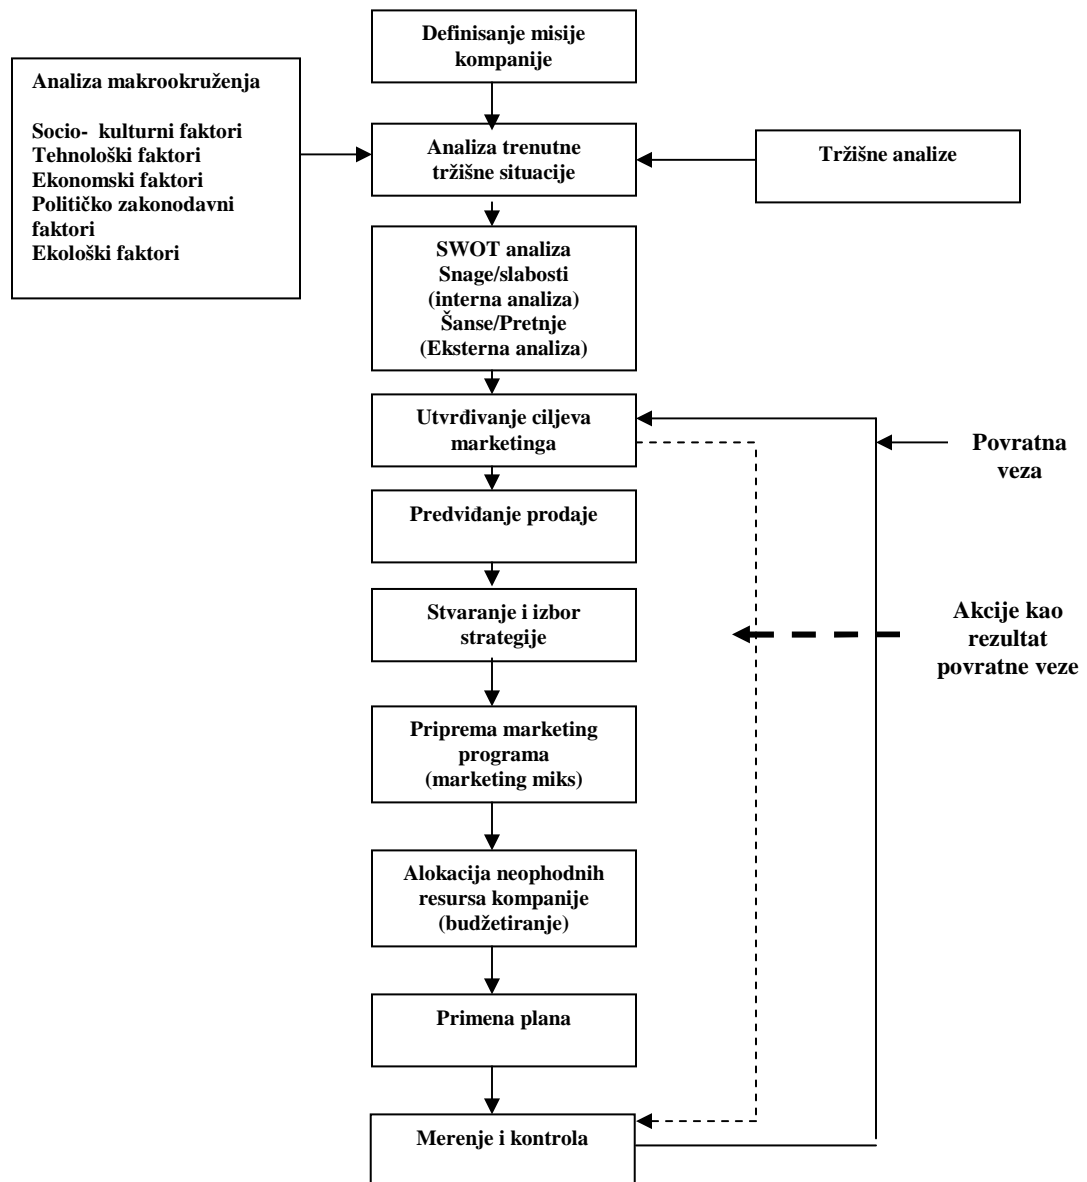 Definisanje misije
kompanije
Analiza makrookruženja
Socio- kulturni faktori
Tehnološki faktori
Ekonomski faktori
Političko zakonodavni
faktori
Ekološki faktori
Analiza trenutne
tržišne situacije
Tržišne analize
SWOT analiza
Snage/slabosti
(interna analiza)
Šanse/Pretnje
(Eksterna analiza)
Utvrđivanje ciljeva
marketinga
Povratna
veza
Predviđanje prodaje
Stvaranje i izbor
strategije
Akcije kao
rezultat
povratne veze
Priprema marketing
programa
(marketing miks)
Alokacija neophodnih
resursa kompanije
(budžetiranje)
Primena plana
Merenje i kontrola